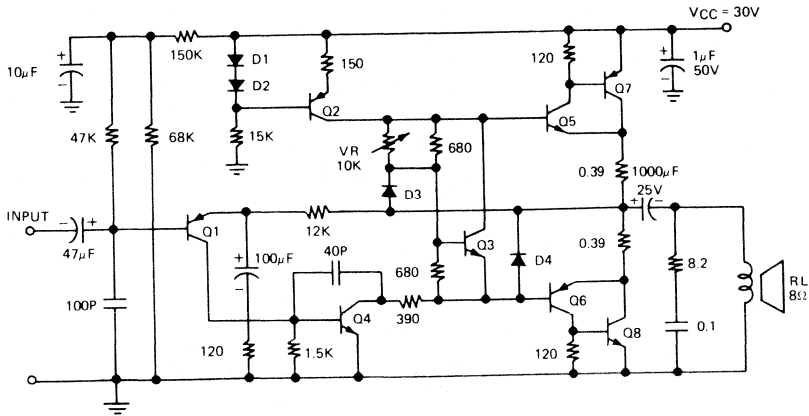 VCC = 30V
150K
D1
D2
150
120
1µF
50V
10µF
Q2
Q7
Q5
47K
68K
15K
VR
10K
680
0.39
1000µF
25V
D3
INPUT
12K
47µF
Q1
100µF
Q3
D4
0.39
40P
680
8.2
RL
8Ω
100P
Q4
390
Q6
Q8
0.1
120
1.5K
120